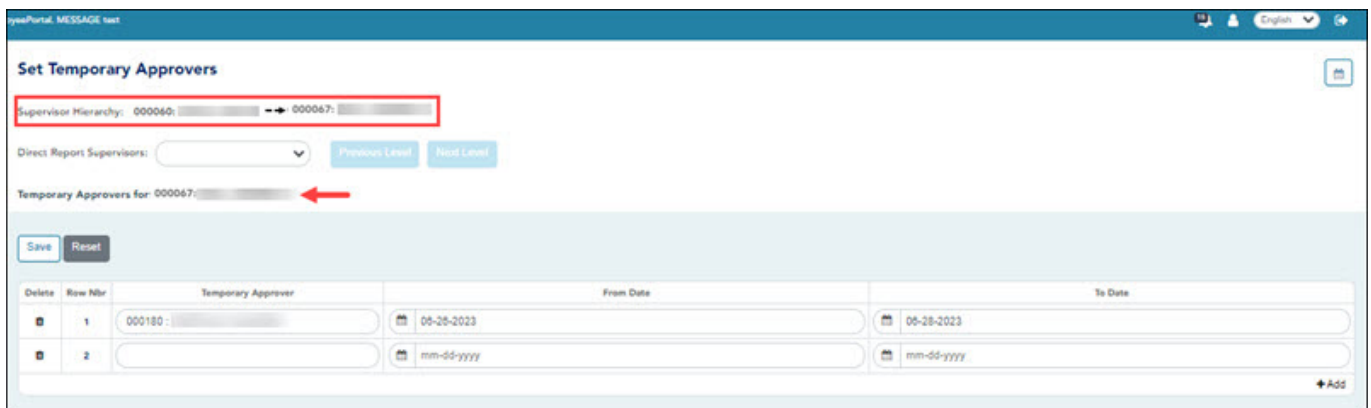 oyeePortal. MESSAGE test English
Set Temporary Approvers
Supervisor Hierarchy: 000060: 000067:
Direct Report Supervisors: Previous Level Next Level
Temporary Approvers for 000067:
Save Reset
Delete Row Nbr Temporary Approver From Date To Date
1 000180 : 06-26-2023 06-28-2023
2 mm-dd-yyyy mm-dd-yyyy
+Add